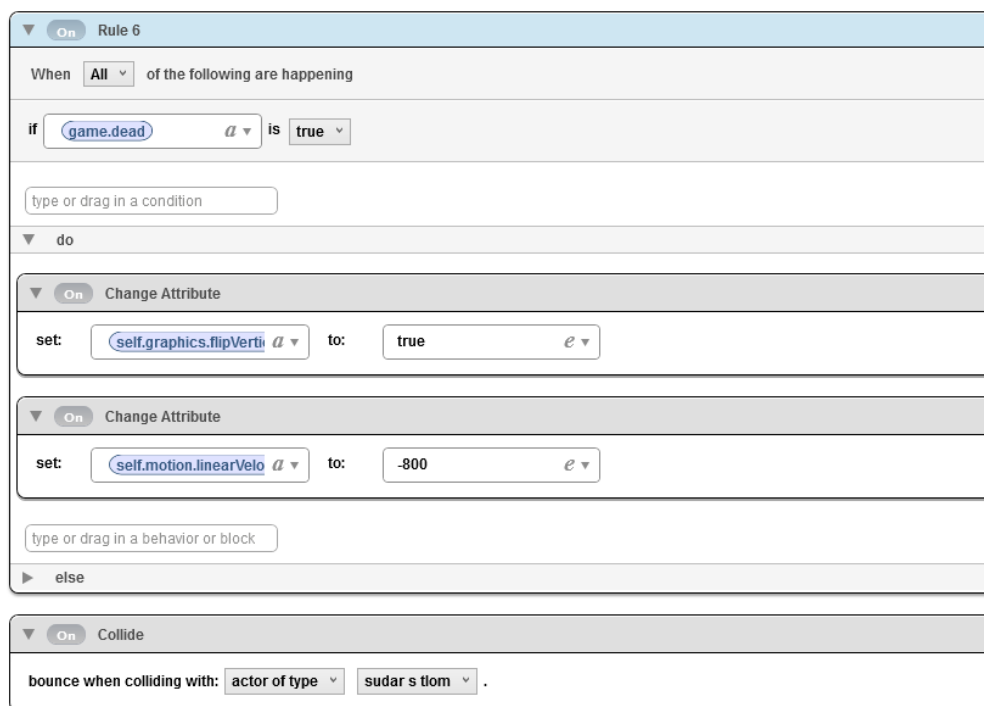 On Rule 6
When All of the following are happening
if game.dead a is true
type or drag in a condition
do
On Change Attribute
set: self.graphics.flipVerti a to: true e
On Change Attribute
set: self.motion.linearVelo a to: -800 e
type or drag in a behavior or block
else
On Collide
bounce when colliding with: actor of type sudar s tlom .